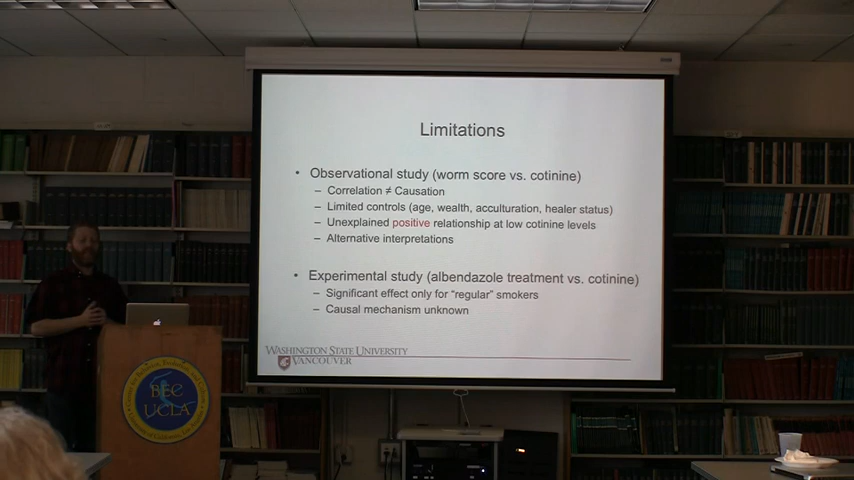 Limitations
• Observational study (worm score vs. cotinine)
– Correlation ≠ Causation
– Limited controls (age, wealth, acculturation, healer status)
– Unexplained positive relationship at low cotinine levels
– Alternative interpretations
• Experimental study (albendazole treatment vs. cotinine)
– Significant effect only for “regular” smokers
– Causal mechanism unknown
WASHINGTON STATE UNIVERSITY
VANCOUVER
BEC
UCLA